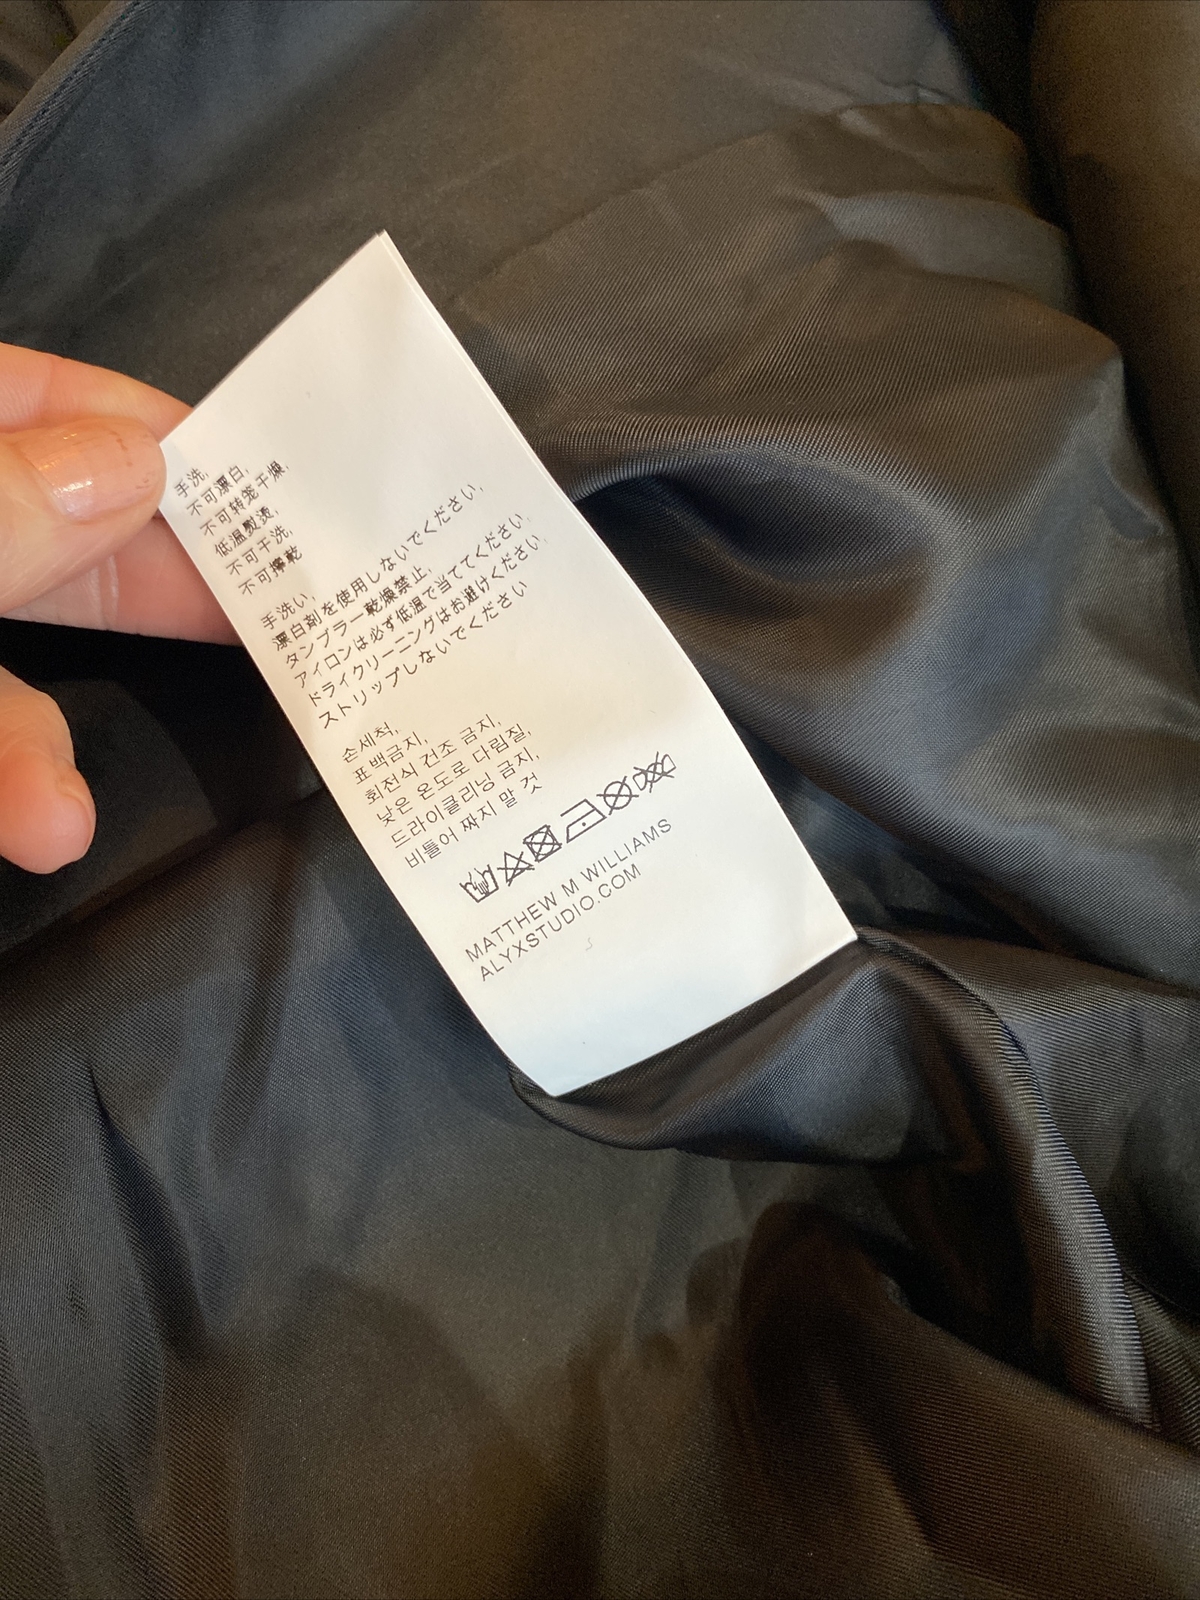 手洗,
不可漂白,
不可转笼干燥,
低温熨烫,
不可干洗,
不可擰乾
手洗い,
漂白剤を使用しないでください,
タンブラー乾燥禁止,
アイロンは必ず低温で当ててください,
ドライクリーニングはお避けください,
ストリップしないでください
손세척,
표백금지,
회전식 건조 금지,
낮은 온도로 다림질,
드라이클리닝 금지,
비틀어 짜지 말 것
MATTHEW M WILLIAMS
ALYXSTUDIO.COM